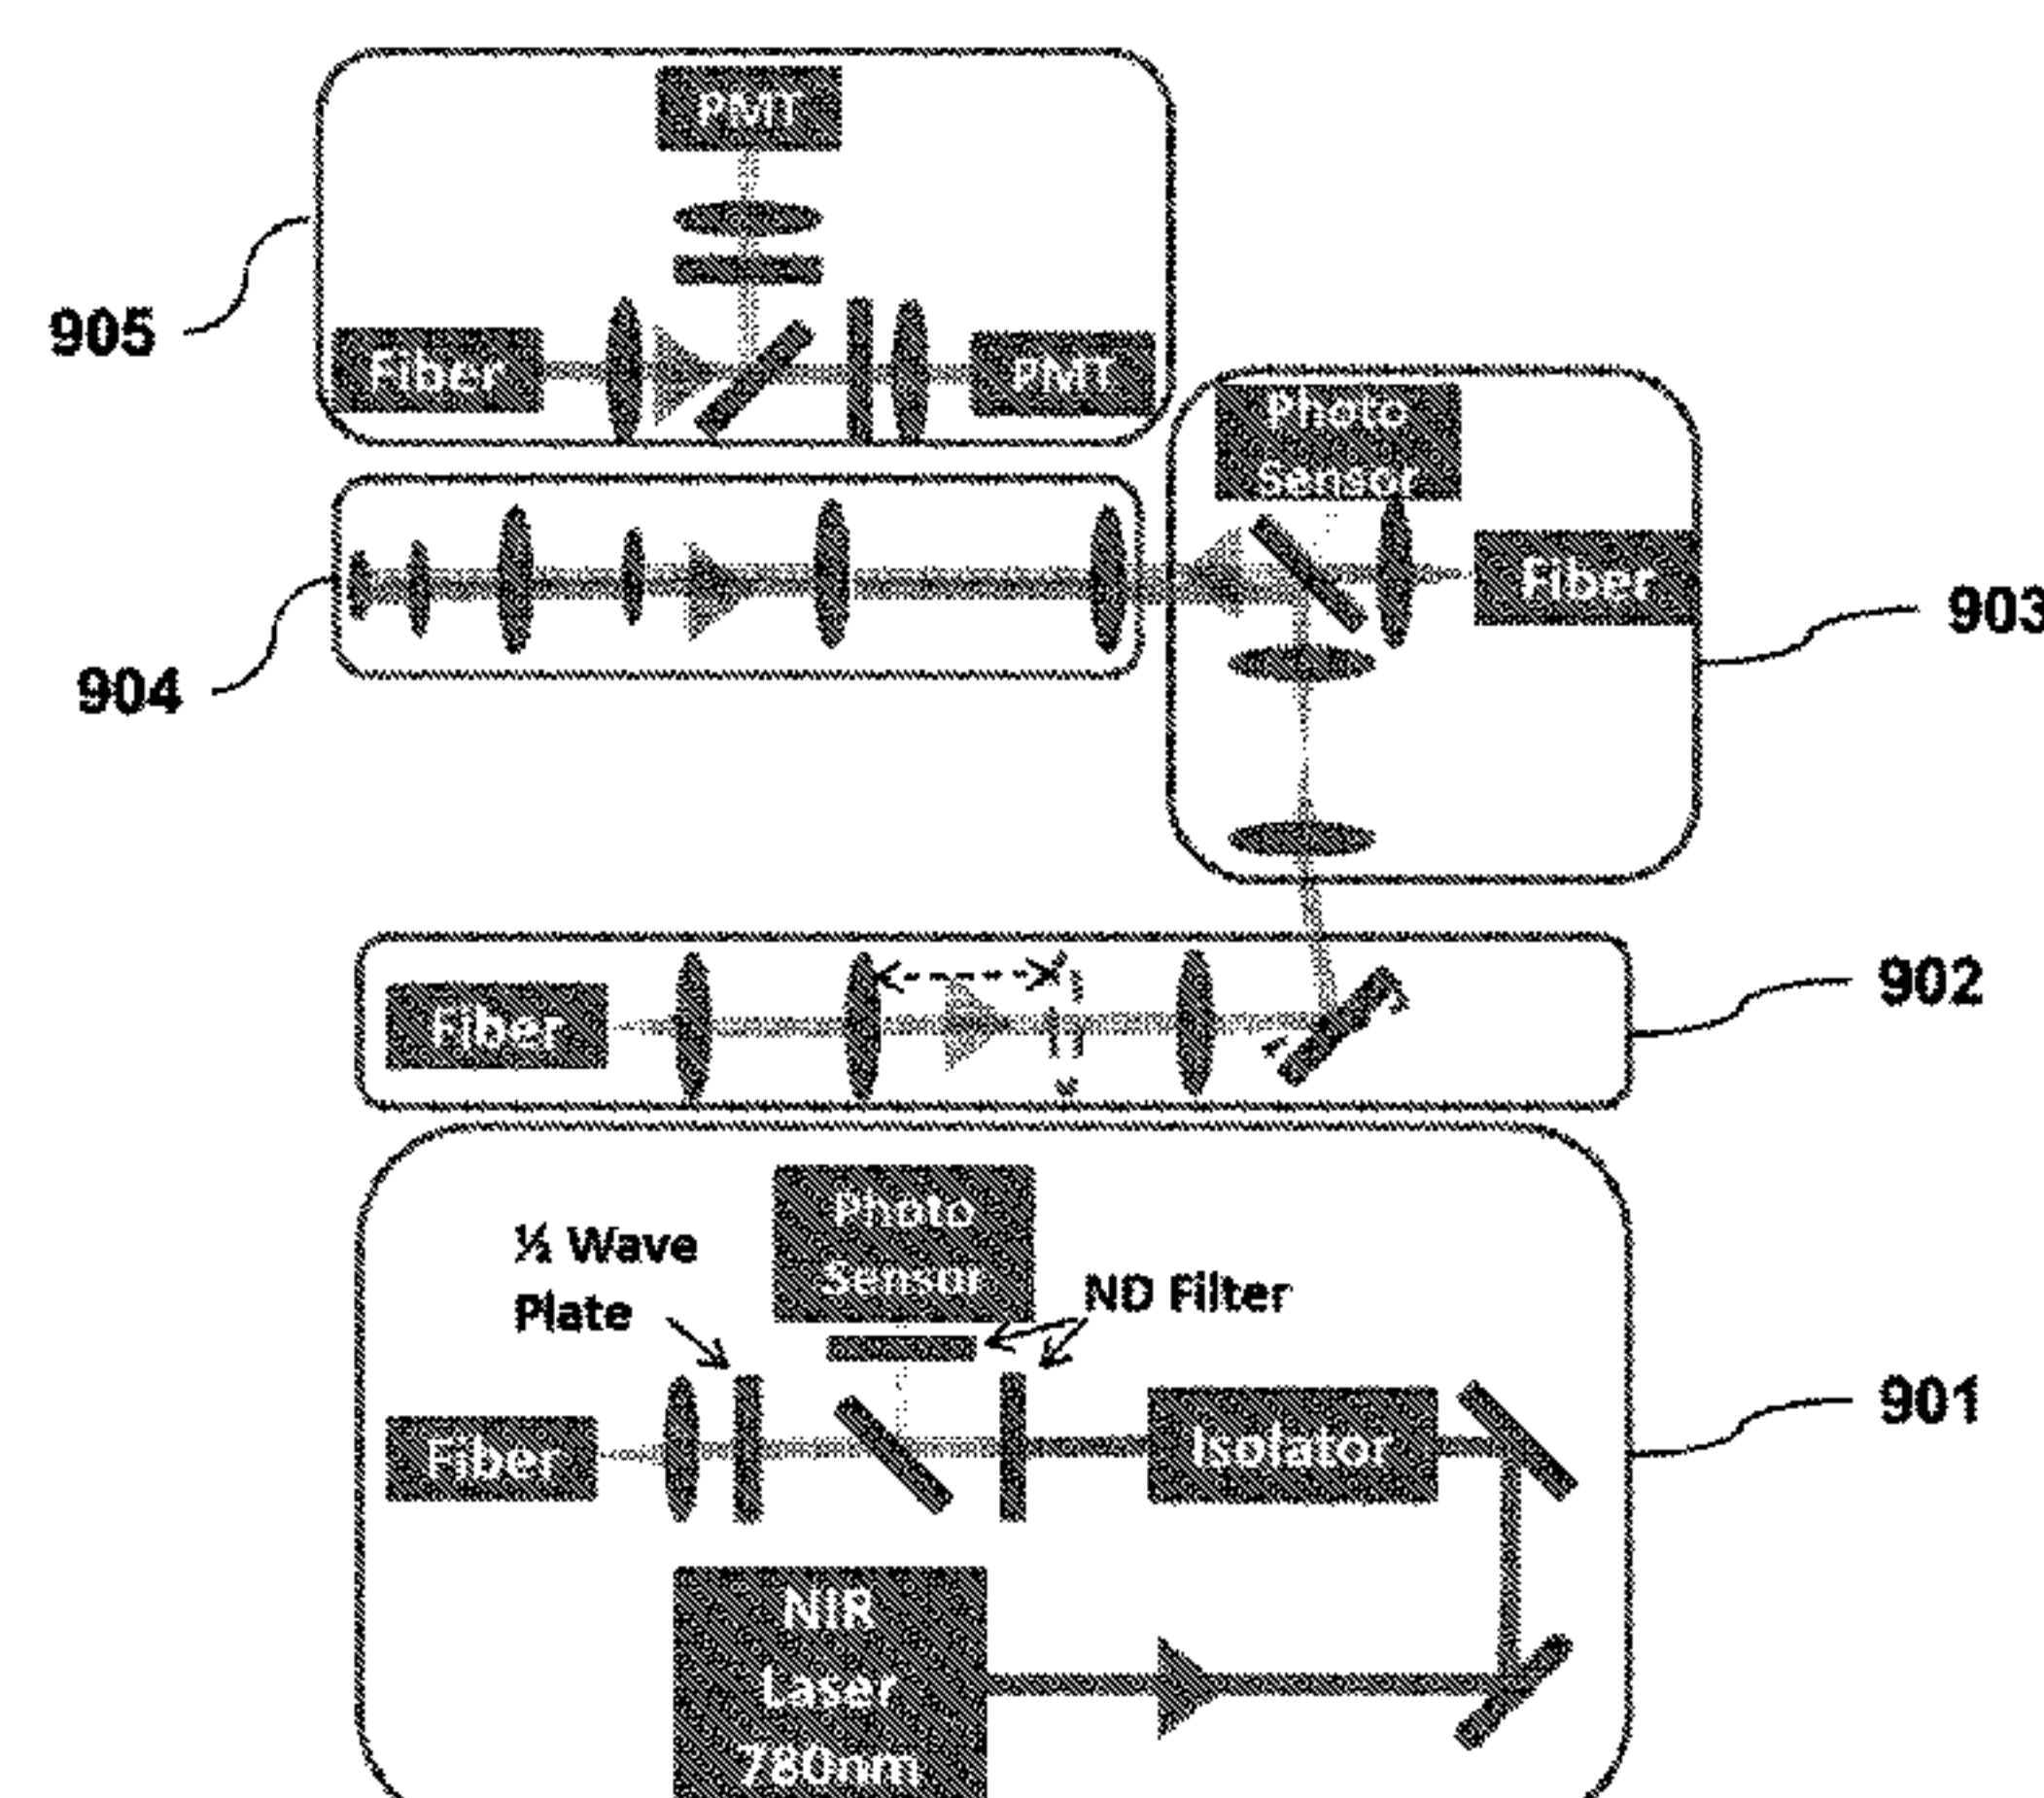 PMT
905
Fiber
PMT
Photo
Sensor
Fiber
903
904
Fiber
902
Photo
Sensor
½ Wave
Plate
ND Filter
Fiber
Isolator
901
NIR
Laser
780nm